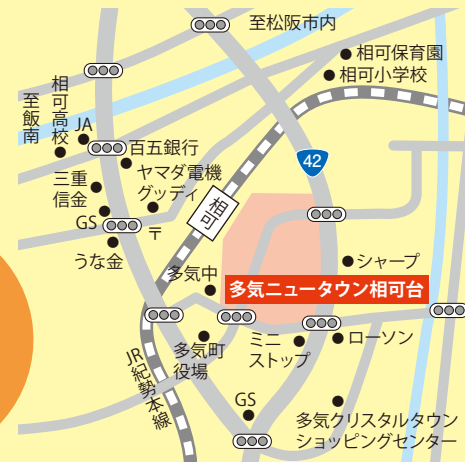 至松阪市内
相可保育園
相可小学校
相可高校
至飯南
JA
百五銀行
ヤマダ電機
グッディ
三重
信金
GS
〒
うな金
相可
42
多気中
シャープ
多気ニュータウン相可台
ミニ
ストップ
ローソン
多気町
役場
JR紀勢本線
GS
多気クリスタルタウン
ショッピングセンター